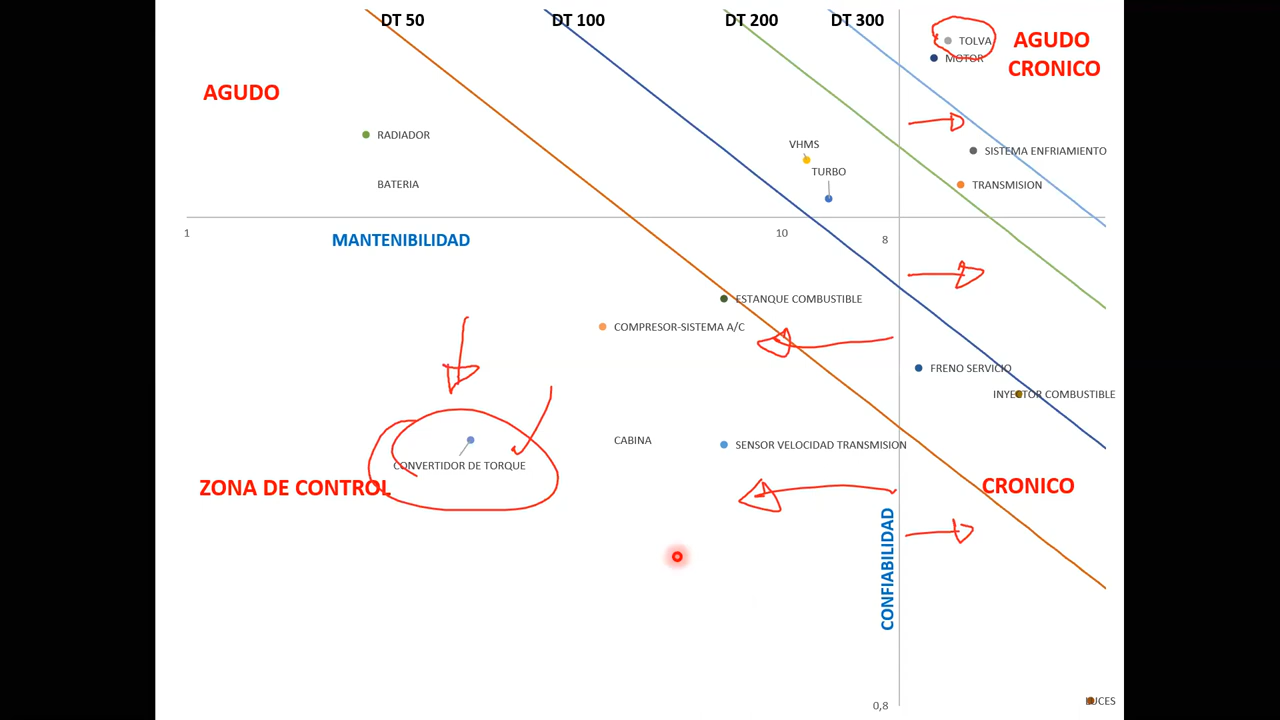 DT 50
DT 100
DT 200
DT 300
TOLVA
MOTOR
AGUDO
CRONICO
AGUDO
RADIADOR
BATERIA
VHMS
TURBO
SISTEMA ENFRIAMIENTO
TRANSMISION
1
10
8
MANTENIBILIDAD
ESTANQUE COMBUSTIBLE
COMPRESOR-SISTEMA A/C
FRENO SERVICIO
INYECTOR COMBUSTIBLE
CABINA
SENSOR VELOCIDAD TRANSMISION
CONVERTIDOR DE TORQUE
ZONA DE CONTROL
CRONICO
CONFIABILIDAD
LUCES
0,8